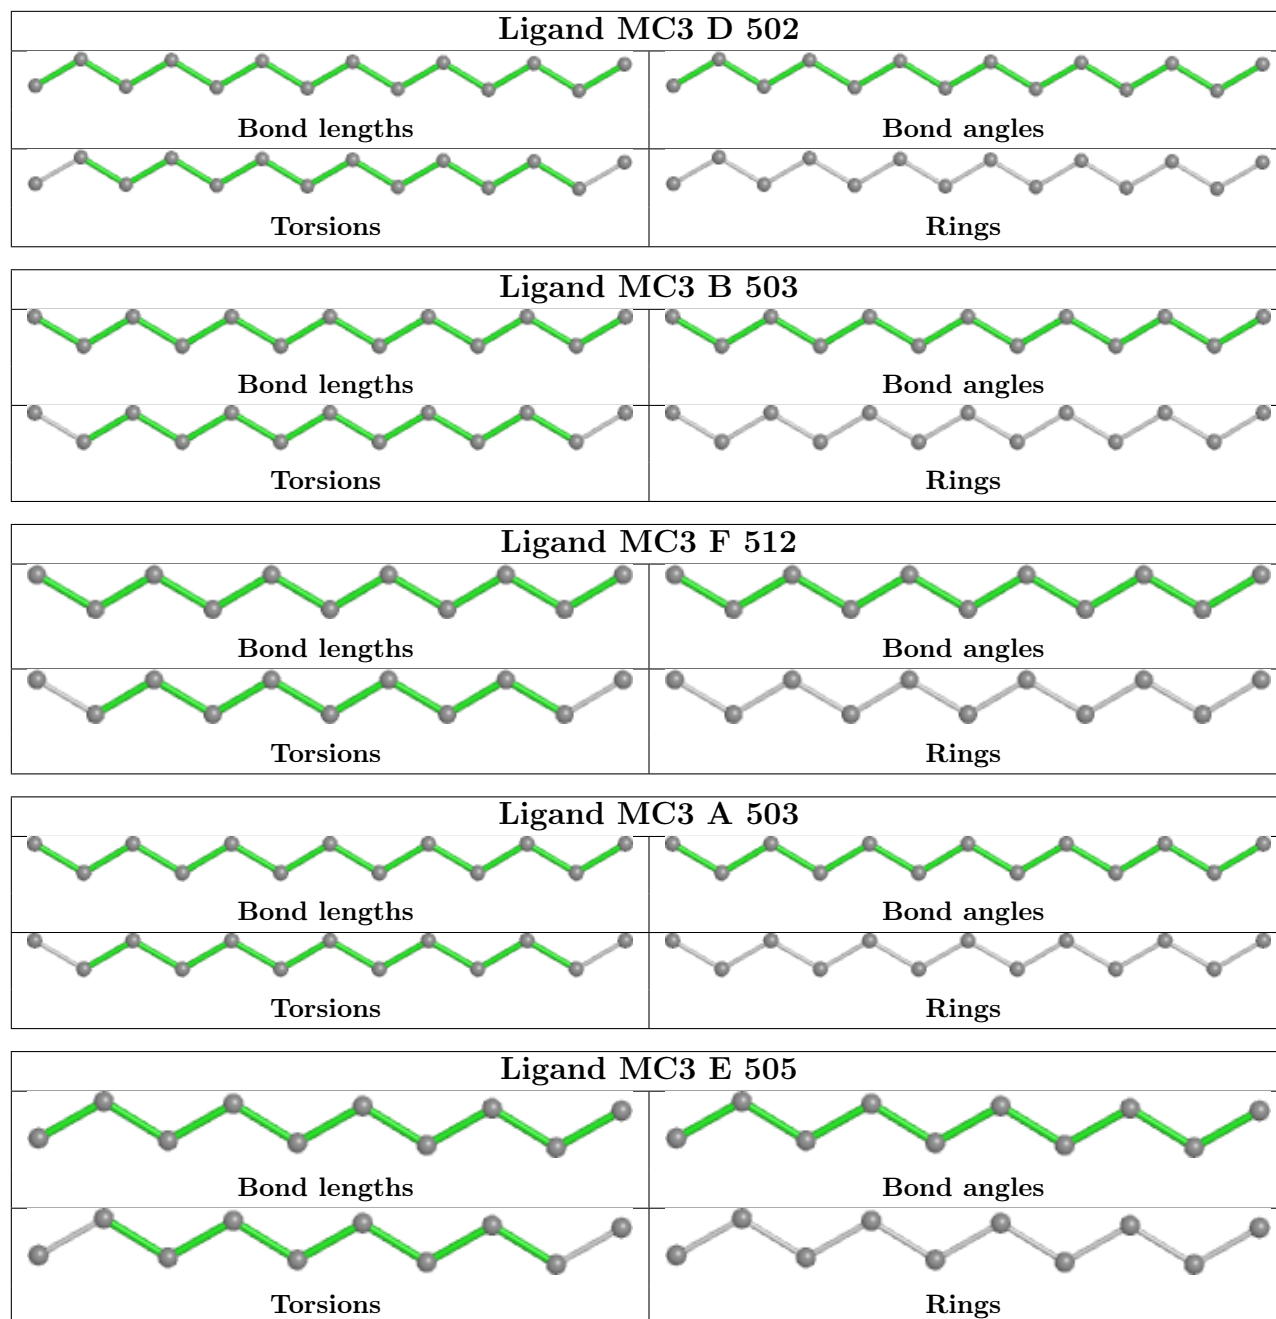 Ligand MC3 D 502
Bond lengths Bond angles
Torsions Rings
Ligand MC3 B 503
Bond lengths Bond angles
Torsions Rings
Ligand MC3 F 512
Bond lengths Bond angles
Torsions Rings
Ligand MC3 A 503
Bond lengths Bond angles
Torsions Rings
Ligand MC3 E 505
Bond lengths Bond angles
Torsions Rings